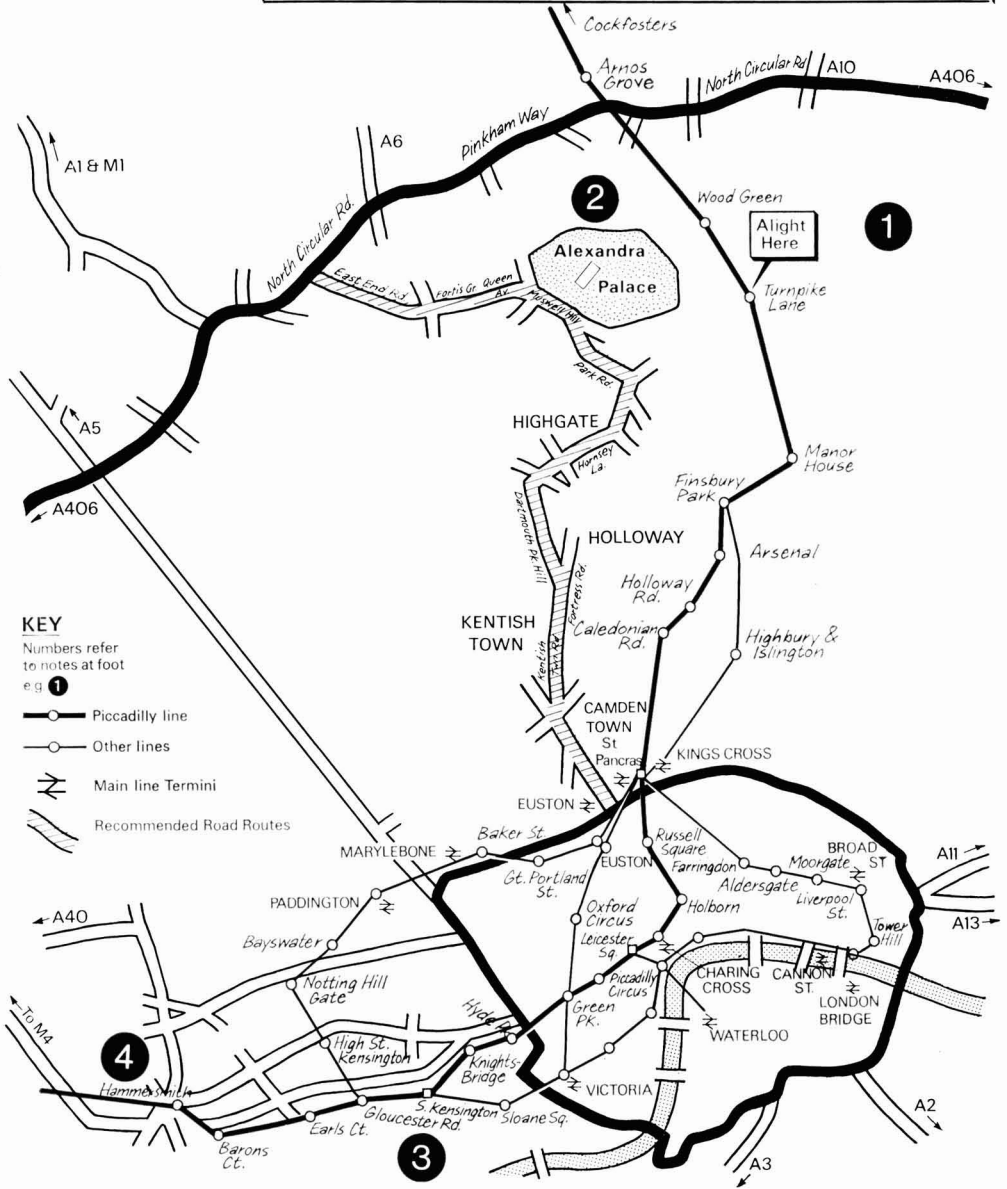 Cockfosters
Arnos
Grove
North Circular Rd
A10
A406
A1 & M1
A6
Pinkham Way
North Circular Rd.
2
Wood Green
1
Alexandra
Palace
Alight
Here
East End Rd.
Fortis Gr.
Queen
Av.
Muswell Hill
Turnpike
Lane
Park Rd.
A5
HIGHGATE
Hornsey
La.
Manor
House
Finsbury
Park
A406
Dartmouth Pk. Hill
HOLLOWAY
Arsenal
Fortress Rd.
Holloway
Rd.
KENTISH
TOWN
Caledonian
Rd.
Highbury &
Islington
Kentish
Twn Rd.
KEY
Numbers refer
to notes at foot
e g 1
Piccadilly line
Other lines
Main line Termini
Recommended Road Routes
CAMDEN
TOWN
St
Pancras
KINGS CROSS
EUSTON
Baker St.
MARYLEBONE
EUSTON
Russell
Square
Farringdon
Moorgate
BROAD
ST
A11
Gt. Portland
St.
Aldersgate
Liverpool
St.
PADDINGTON
Oxford
Circus
Holborn
A13
A40
Bayswater
Leicester
Sq.
Tower
Hill
Notting Hill
Gate
Piccadilly
Circus
CHARING
CROSS
CANNON
ST.
Hyde Pk
Green
Pk.
LONDON
BRIDGE
To M4
High St.
Kensington
WATERLOO
4
Hammersmith
Knights-
Bridge
VICTORIA
Gloucester Rd.
S. Kensington
Sloane Sq.
Earls Ct.
A2
Barons
Ct.
3
A3